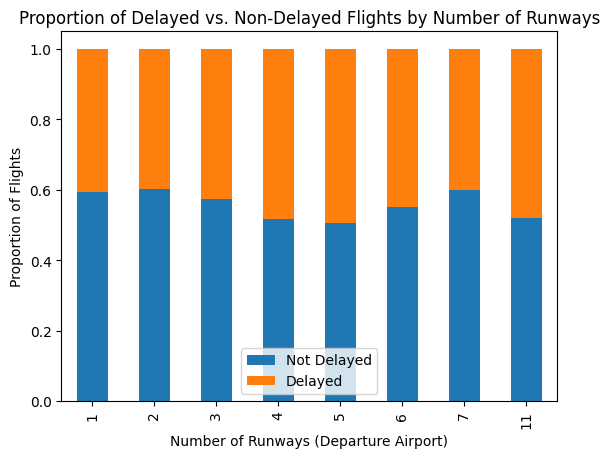 Proportion of Delayed vs. Non-Delayed Flights by Number of Runways
1.0
0.8
0.6
0.4
0.2
0.0
Proportion of Flights
Not Delayed
Delayed
1
2
3
4
5
6
7
11
Number of Runways (Departure Airport)